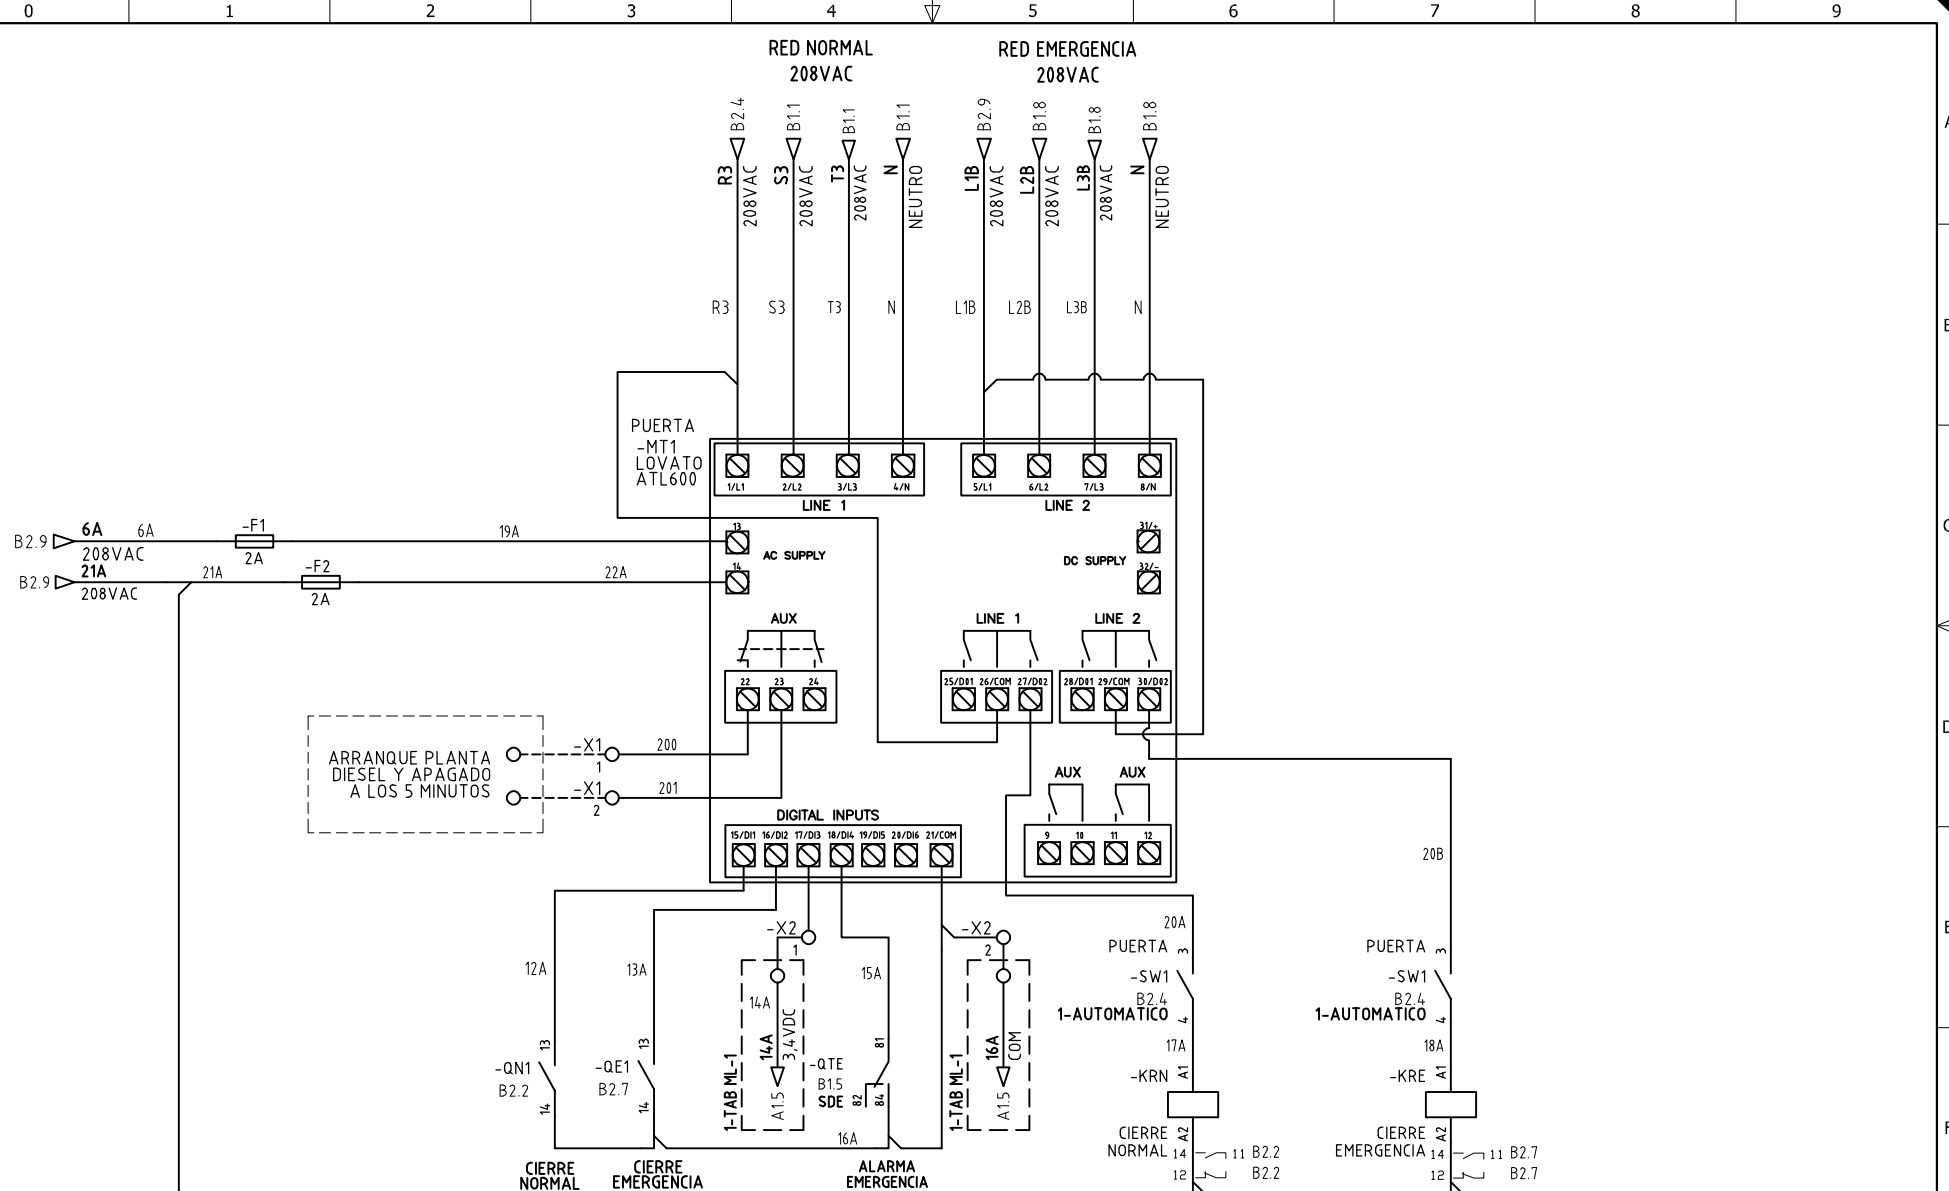 0 1 2 3 4 5 6 7 8 9
RED NORMAL
208VAC
RED EMERGENCIA
208VAC
B2.4
B1.1
B1.1
B1.1
B2.9
B1.8
B1.8
B1.8
R3
208VAC
S3
208VAC
T3
208VAC
N
NEUTRO
L1B
208VAC
L2B
208VAC
L3B
208VAC
N
NEUTRO
R3 S3 T3 N L1B L2B L3B N
PUERTA
-MT1
LOVATO
ATL600
1/L1 2/L2 3/L3 4/N
LINE 1
5/L1 6/L2 7/L3 8/N
LINE 2
B2.9
6A
208VAC
6A
-F1
2A
19A
B2.9
21A
208VAC
21A
-F2
2A
22A
13
AC SUPPLY
14
31/+
DC SUPPLY
32/-
AUX
22 23 24
LINE 1
25/D01 26/COM 27/D02
LINE 2
28/D01 29/COM 30/D02
ARRANQUE PLANTA
DIESEL Y APAGADO
A LOS 5 MINUTOS
-X1
1
200
-X1
2
201
AUX AUX
9 10 11 12
DIGITAL INPUTS
15/DI1 16/DI2 17/DI3 18/DI4 19/DI5 20/DI6 21/COM
12A
13
-QN1
B2.2
14
CIERRE
NORMAL
13A
13
-QE1
B2.7
14
CIERRE
EMERGENCIA
-X2
1
14A
14A
3,4VDC
A1.5
1-TAB ML-1
15A
81
-QTE
B1.5
SDE
82
84
16A
ALARMA
EMERGENCIA
-X2
2
16A
COM
A1.5
1-TAB ML-1
20A
PUERTA
3
-SW1
B2.4
1-AUTOMATICO
4
17A
-KRN
A1
CIERRE
NORMAL
A2
14 11 B2.2
12 B2.2
20B
PUERTA
3
-SW1
B2.4
1-AUTOMATICO
4
18A
-KRE
A1
CIERRE
EMERGENCIA
A2
14 11 B2.7
12 B2.7